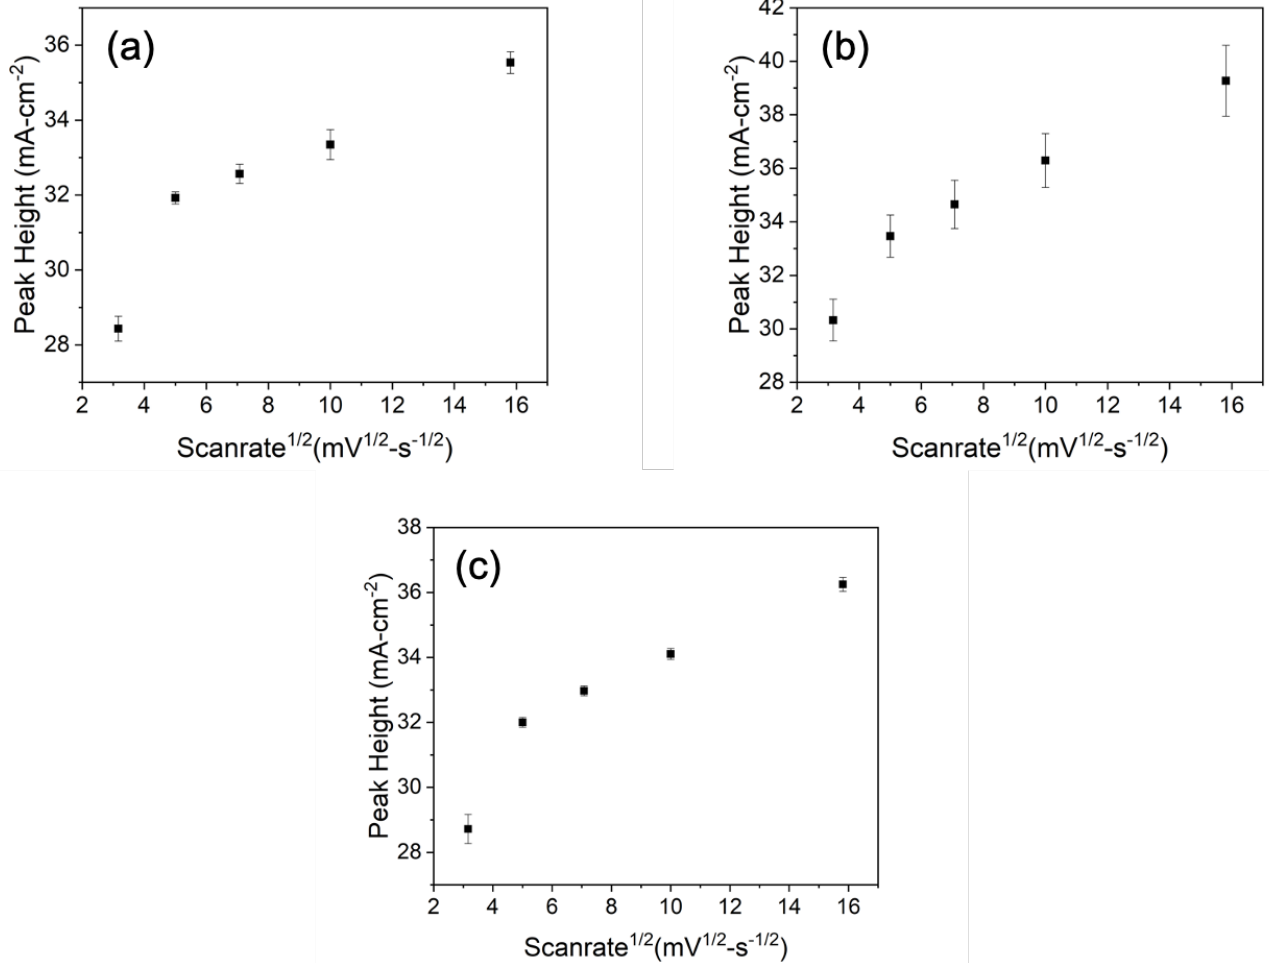 (a)
Peak Height (mA-cm-2)
36
34
32
30
28
2 4 6 8 10 12 14 16
Scanrate1/2(mV1/2-s-1/2)
(b)
Peak Height (mA-cm-2)
42
40
38
36
34
32
30
28
2 4 6 8 10 12 14 16
Scanrate1/2(mV1/2-s-1/2)
(c)
Peak Height (mA-cm-2)
38
36
34
32
30
28
2 4 6 8 10 12 14 16
Scanrate1/2(mV1/2-s-1/2)